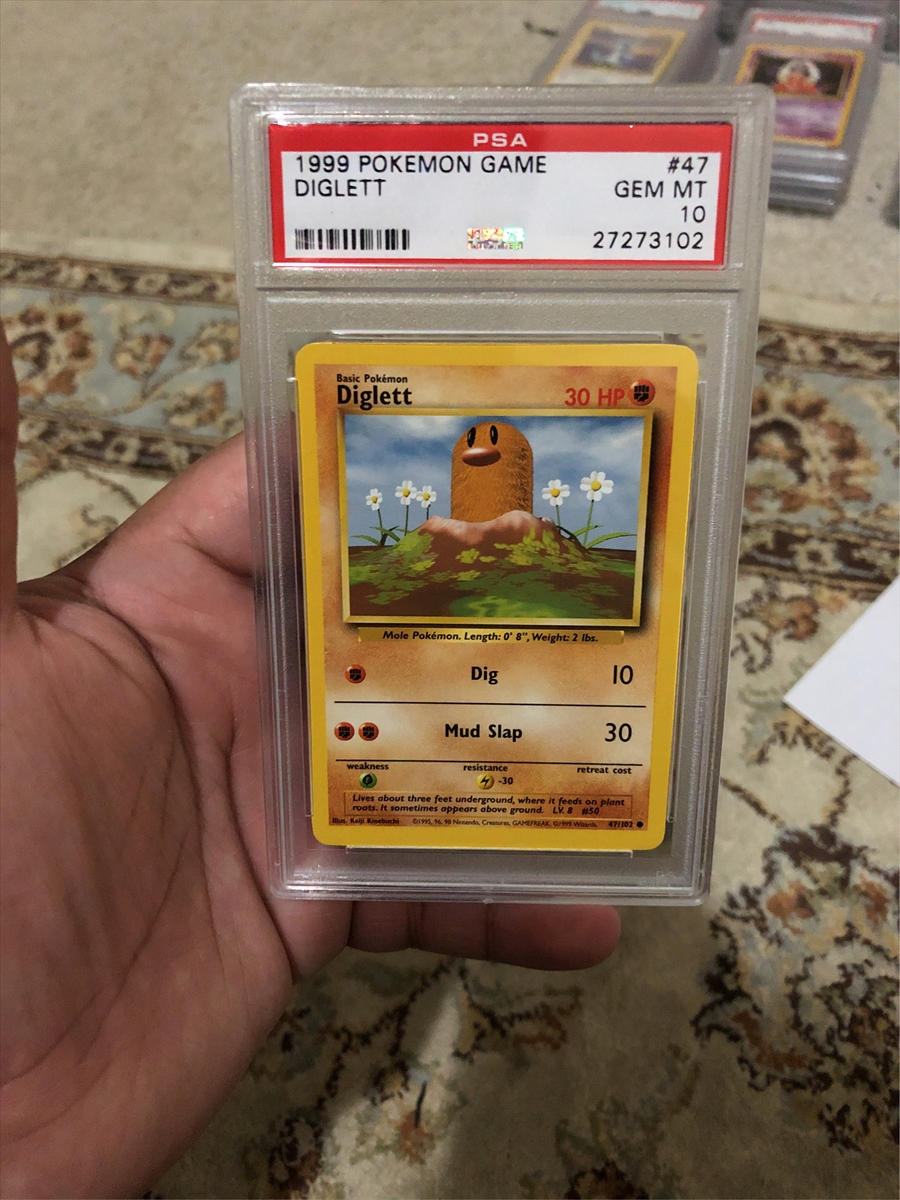 PSA
1999 POKEMON GAME #47
DIGLETT GEM MT
10
27273102
Basic Pokémon
Diglett 30 HP
Mole Pokémon. Length: 0' 8", Weight: 2 lbs.
Dig 10
Mud Slap 30
weakness resistance retreat cost
-30
Lives about three feet underground, where it feeds on plant
roots. It sometimes appears above ground. LV. 8 #50
Illus. Keiji Kinebuchi ©1995, 96, 98 Nintendo, Creatures, GAMEFREAK. ©1999 Wizards. 47/102